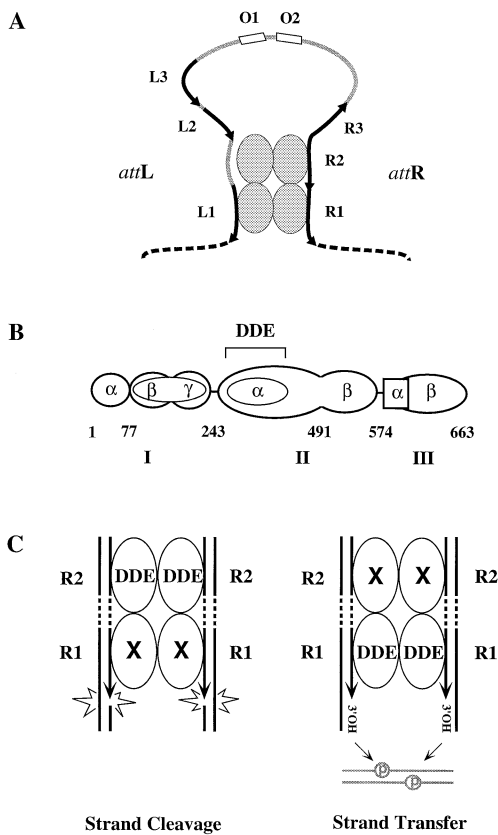 A
O1 O2
L3
L2
R3
attL
R2
attR
L1
R1
B
DDE
α β γ α β α β
1 77 243 491 574 663
I II III
C
R2 DDE DDE R2
R1 X X R1
Strand Cleavage
R2 X X R2
R1 DDE DDE R1
3'OH 3'OH
P
P
Strand Transfer